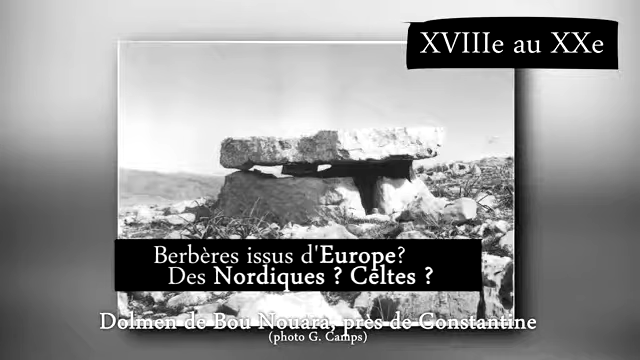 XVIIIe au XXe
Berbères issus d'Europe?
Des Nordiques ? Celtes ?
Dolmen de Bou Nouara, près de Constantine
(photo G. Camps)